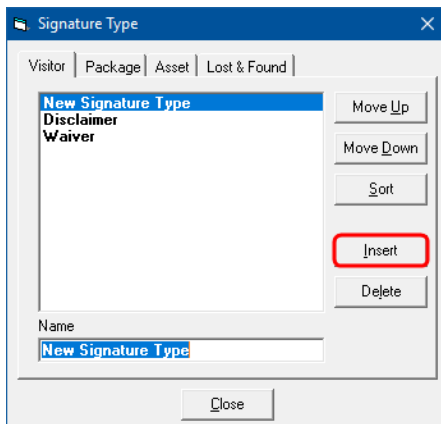 Signature Type
Visitor Package Asset Lost & Found
New Signature Type
Disclaimer
Waiver
Move Up
Move Down
Sort
Insert
Delete
Name
New Signature Type
Close